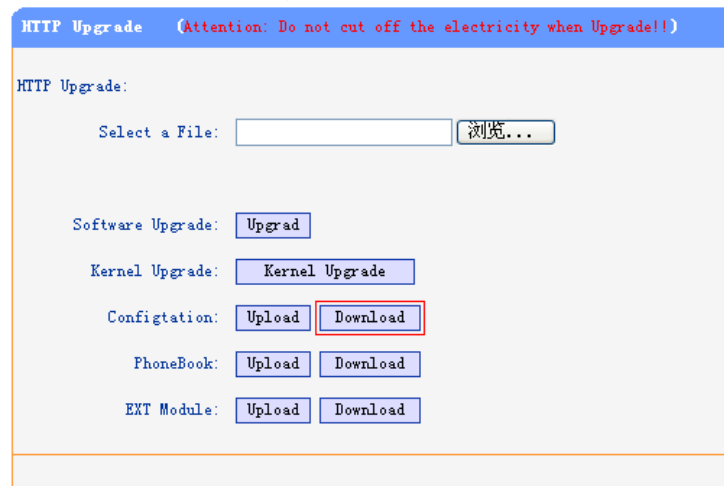 HTTP Upgrade (Attention: Do not cut off the electricity when Upgrade!!)
HTTP Upgrade:
Select a File: 浏览...
Software Upgrade: Upgrad
Kernel Upgrade: Kernel Upgrade
Configtation: Upload Download
PhoneBook: Upload Download
EXT Module: Upload Download